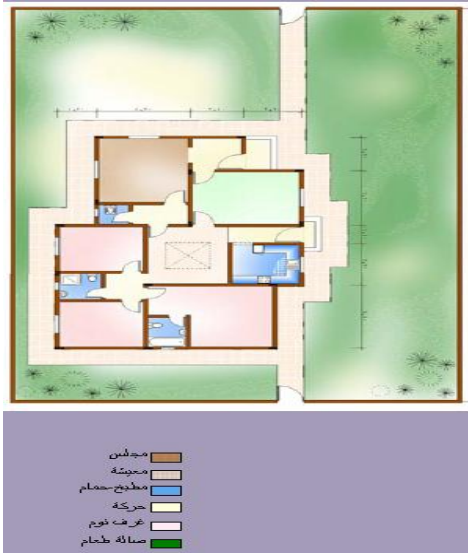 مجلس
معيشة
مطبخ-حمام
حركة
غرف نوم
صالة طعام